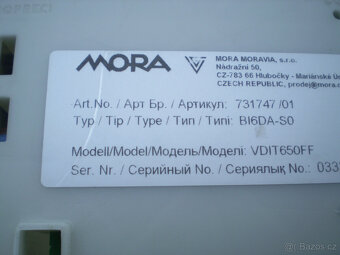 MORA
MORA MORAVIA, s.r.o.
Nádražní 50,
CZ-783 66 Hlubočky - Mariánské Ú
CZECH REPUBLIC, prodej@mora.c
Art.No. / Арт Бр. / Артикул: 731747 /01
Typ / Tip / Type / Тип / Типі: BI6DA-S0
Modell/Model/Модель/Моделі: VDIT650FF
Ser. Nr. / Серийный No. / Сериялық No.: 033
bazos.cz